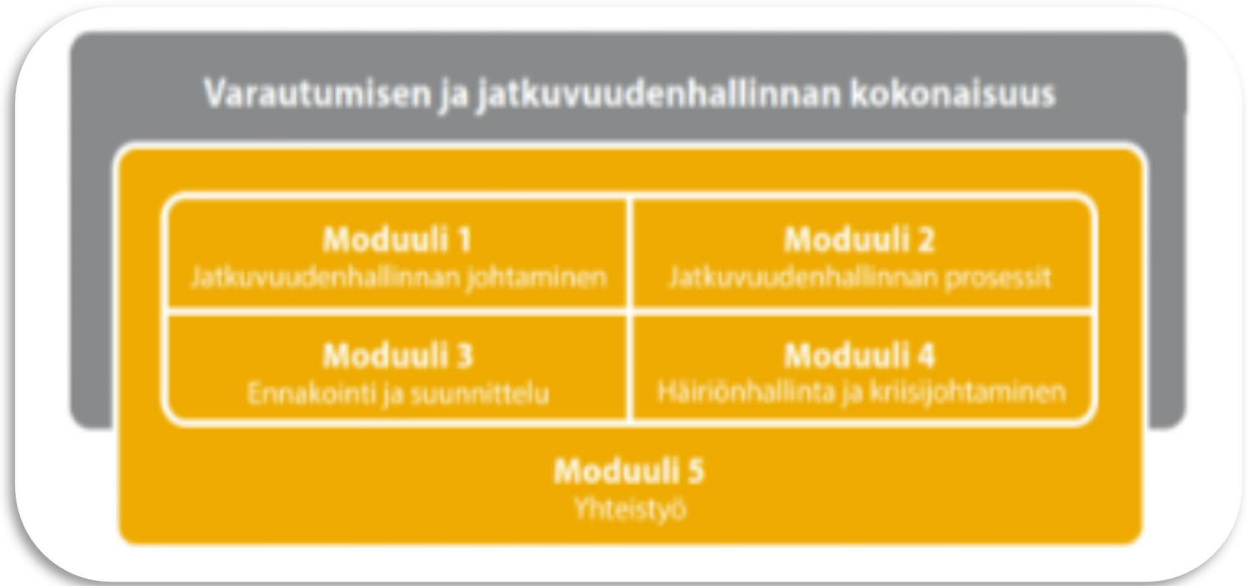 Varautumisen ja jatkuvuudenhallinnan kokonaisuus
Moduuli 1
Jatkuvuudenhallinnan johtaminen
Moduuli 2
Jatkuvuudenhallinnan prosessit
Moduuli 3
Ennakointi ja suunnittelu
Moduuli 4
Häiriönhallinta ja kriisijohtaminen
Moduuli 5
Yhteistyö